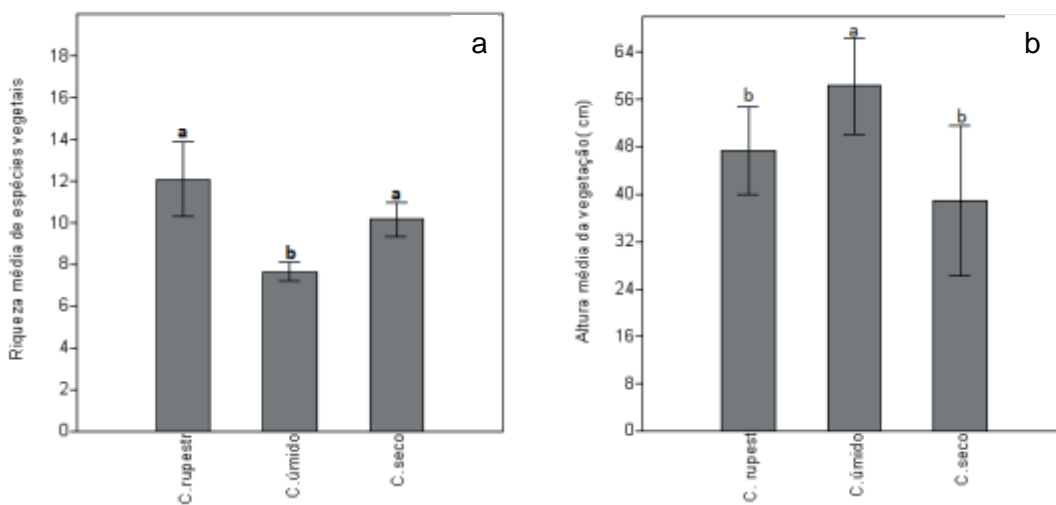 a
Riqueza média de espécies vegetais
18
16
14
12
10
8
6
4
2
0
a
b
a
C.rupestr
C.úmido
C.seco
b
Altura média da vegetação( cm)
64
56
48
40
32
24
16
8
0
b
a
b
C. rupest
C.úmido
C.seco